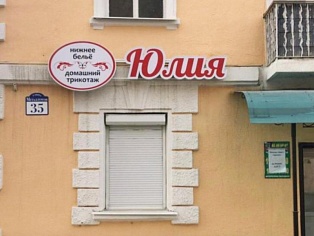 нижнее
бельё
домашний
трикотаж
Юлия
35